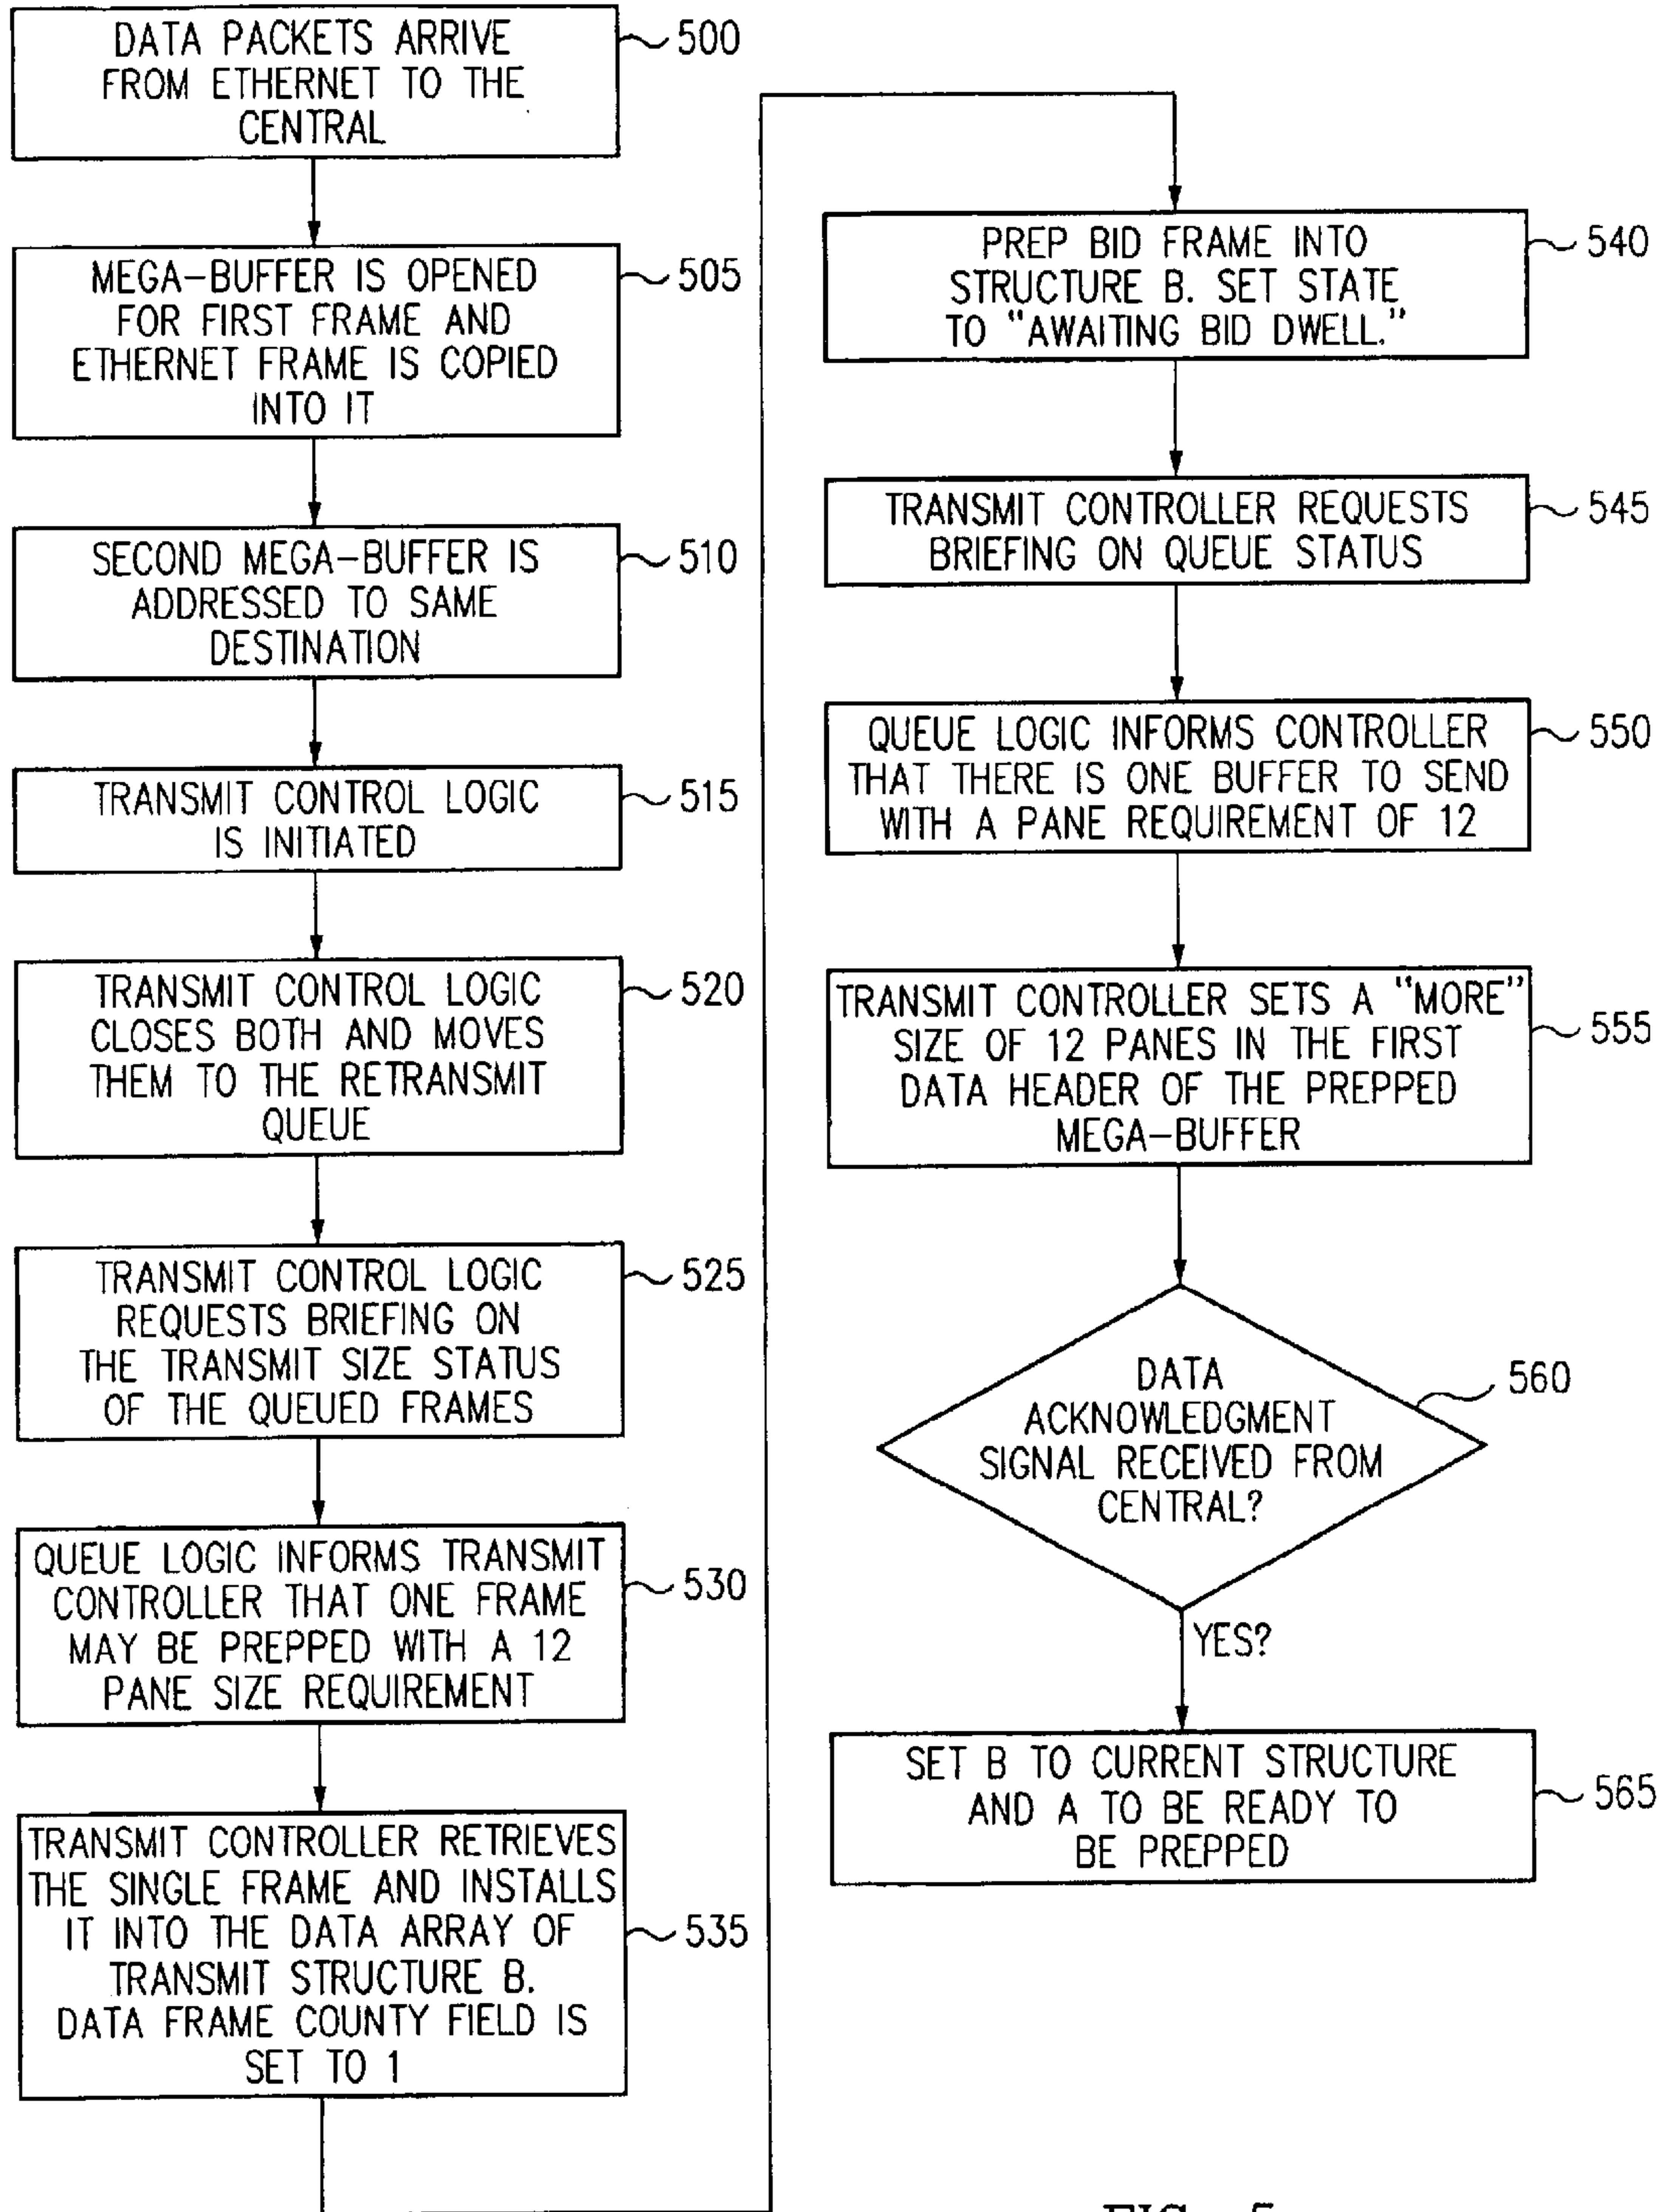 DATA PACKETS ARRIVE
FROM ETHERNET TO THE
CENTRAL
500
MEGA-BUFFER IS OPENED
FOR FIRST FRAME AND
ETHERNET FRAME IS COPIED
INTO IT
505
SECOND MEGA-BUFFER IS
ADDRESSED TO SAME
DESTINATION
510
TRANSMIT CONTROL LOGIC
IS INITIATED
515
TRANSMIT CONTROL LOGIC
CLOSES BOTH AND MOVES
THEM TO THE RETRANSMIT
QUEUE
520
TRANSMIT CONTROL LOGIC
REQUESTS BRIEFING ON
THE TRANSMIT SIZE STATUS
OF THE QUEUED FRAMES
525
QUEUE LOGIC INFORMS TRANSMIT
CONTROLLER THAT ONE FRAME
MAY BE PREPPED WITH A 12
PANE SIZE REQUIREMENT
530
TRANSMIT CONTROLLER RETRIEVES
THE SINGLE FRAME AND INSTALLS
IT INTO THE DATA ARRAY OF
TRANSMIT STRUCTURE B.
DATA FRAME COUNTY FIELD IS
SET TO 1
535
PREP BID FRAME INTO
STRUCTURE B. SET STATE
TO "AWAITING BID DWELL."
540
TRANSMIT CONTROLLER REQUESTS
BRIEFING ON QUEUE STATUS
545
QUEUE LOGIC INFORMS CONTROLLER
THAT THERE IS ONE BUFFER TO SEND
WITH A PANE REQUIREMENT OF 12
550
TRANSMIT CONTROLLER SETS A "MORE"
SIZE OF 12 PANES IN THE FIRST
DATA HEADER OF THE PREPPED
MEGA-BUFFER
555
DATA
ACKNOWLEDGMENT
SIGNAL RECEIVED FROM
CENTRAL?
560
YES?
SET B TO CURRENT STRUCTURE
AND A TO BE READY TO
BE PREPPED
565
FIG. 5